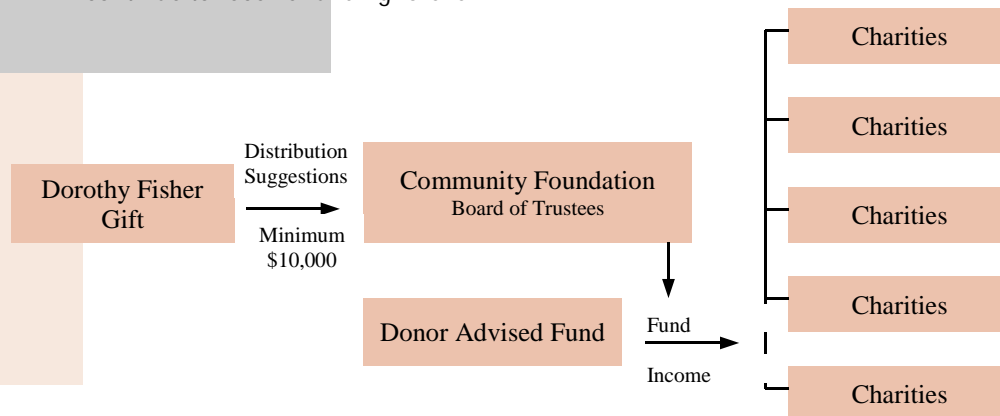 Dorothy Fisher
Gift
Distribution
Suggestions
Minimum
$10,000
Community Foundation
Board of Trustees
Donor Advised Fund
Fund
Income
Charities
Charities
Charities
Charities
Charities